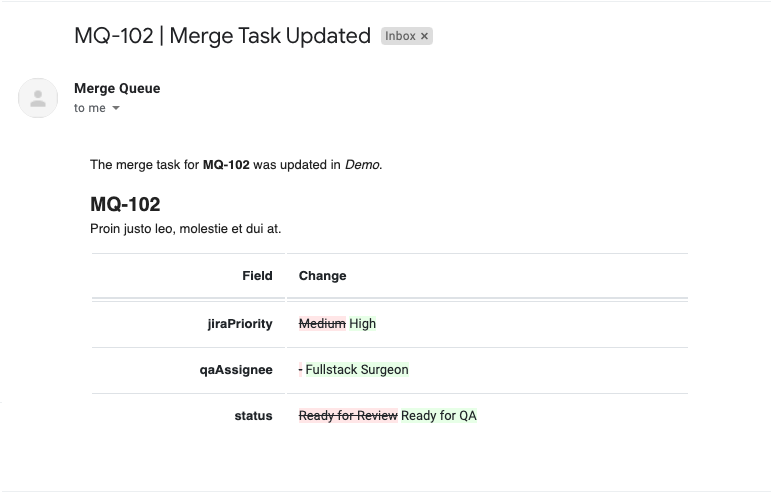 MQ-102 | Merge Task Updated Inbox ×
Merge Queue
to me
The merge task for MQ-102 was updated in Demo.
MQ-102
Proin justo leo, molestie et dui at.
Field Change
jiraPriority Medium High
qaAssignee - Fullstack Surgeon
status Ready for Review Ready for QA